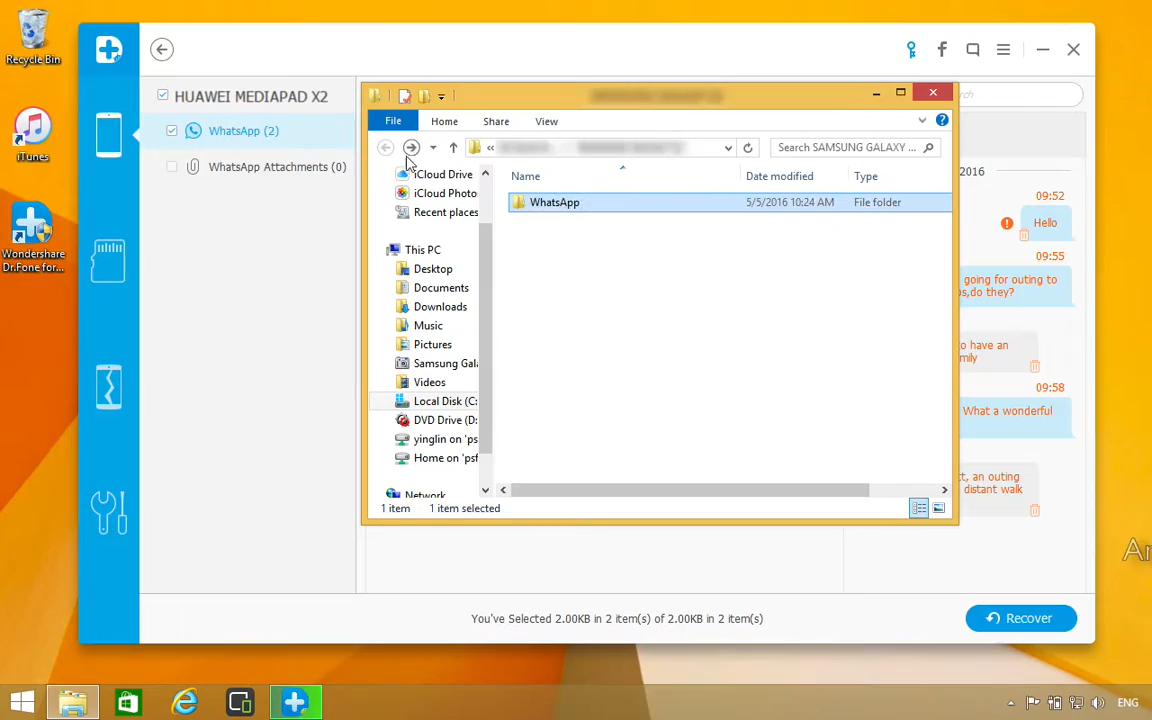 Recycle Bin
iTunes
Wondershare
Dr.Fone for...
HUAWEI MEDIAPAD X2
WhatsApp (2)
WhatsApp Attachments (0)
File
Home
Share
View
Search SAMSUNG GALAXY ...
iCloud Drive
iCloud Photo
Recent places
This PC
Desktop
Documents
Downloads
Music
Pictures
Samsung Gal
Videos
Local Disk (C:
DVD Drive (D:
yinglin on 'psf
Home on 'psf
Network
Name
Date modified
Type
WhatsApp
5/5/2016 10:24 AM
File folder
1 item
1 item selected
2016
09:52
Hello
09:55
going for outing to
s,do they?
to have an
mily
09:58
What a wonderful
ct, an outing
distant walk
You've Selected 2.00KB in 2 item(s) of 2.00KB in 2 item(s)
Recover
An
ENG